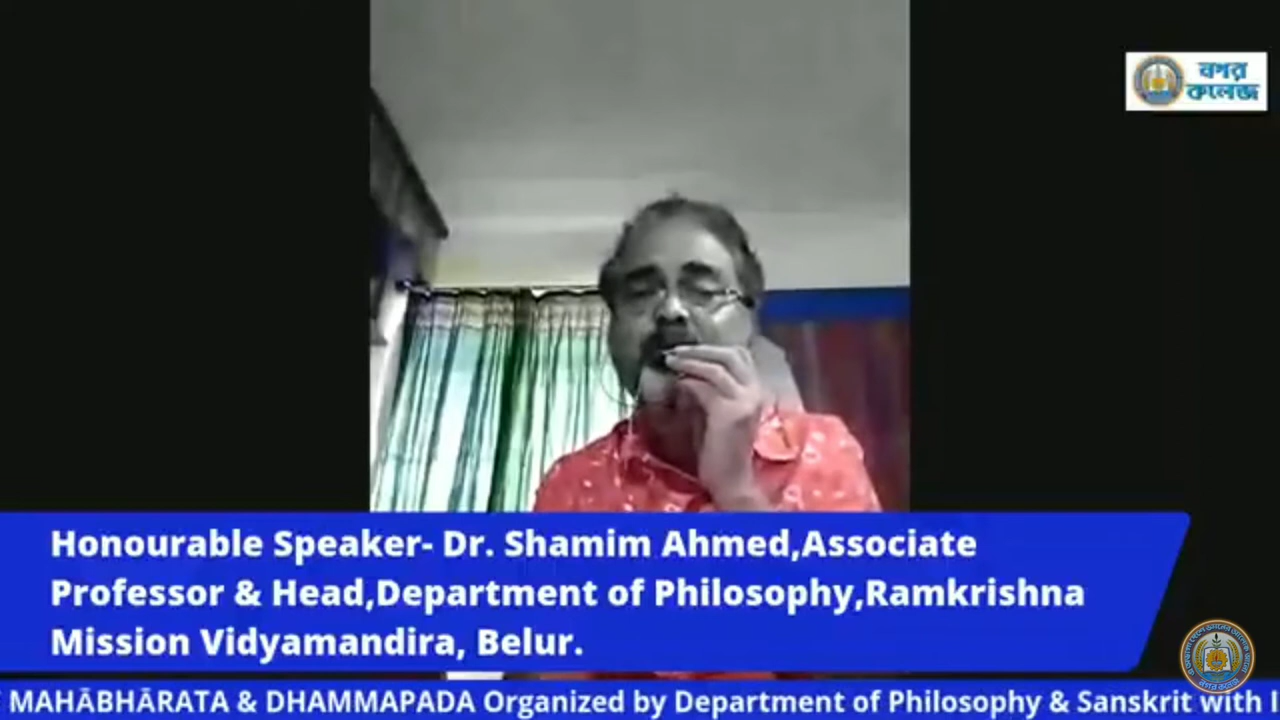 নগর
কলেজ
Honourable Speaker- Dr. Shamim Ahmed,Associate
Professor & Head,Department of Philosophy,Ramkrishna
Mission Vidyamandira, Belur.
MAHĀBHĀRATA & DHAMMAPADA Organized by Department of Philosophy & Sanskrit with